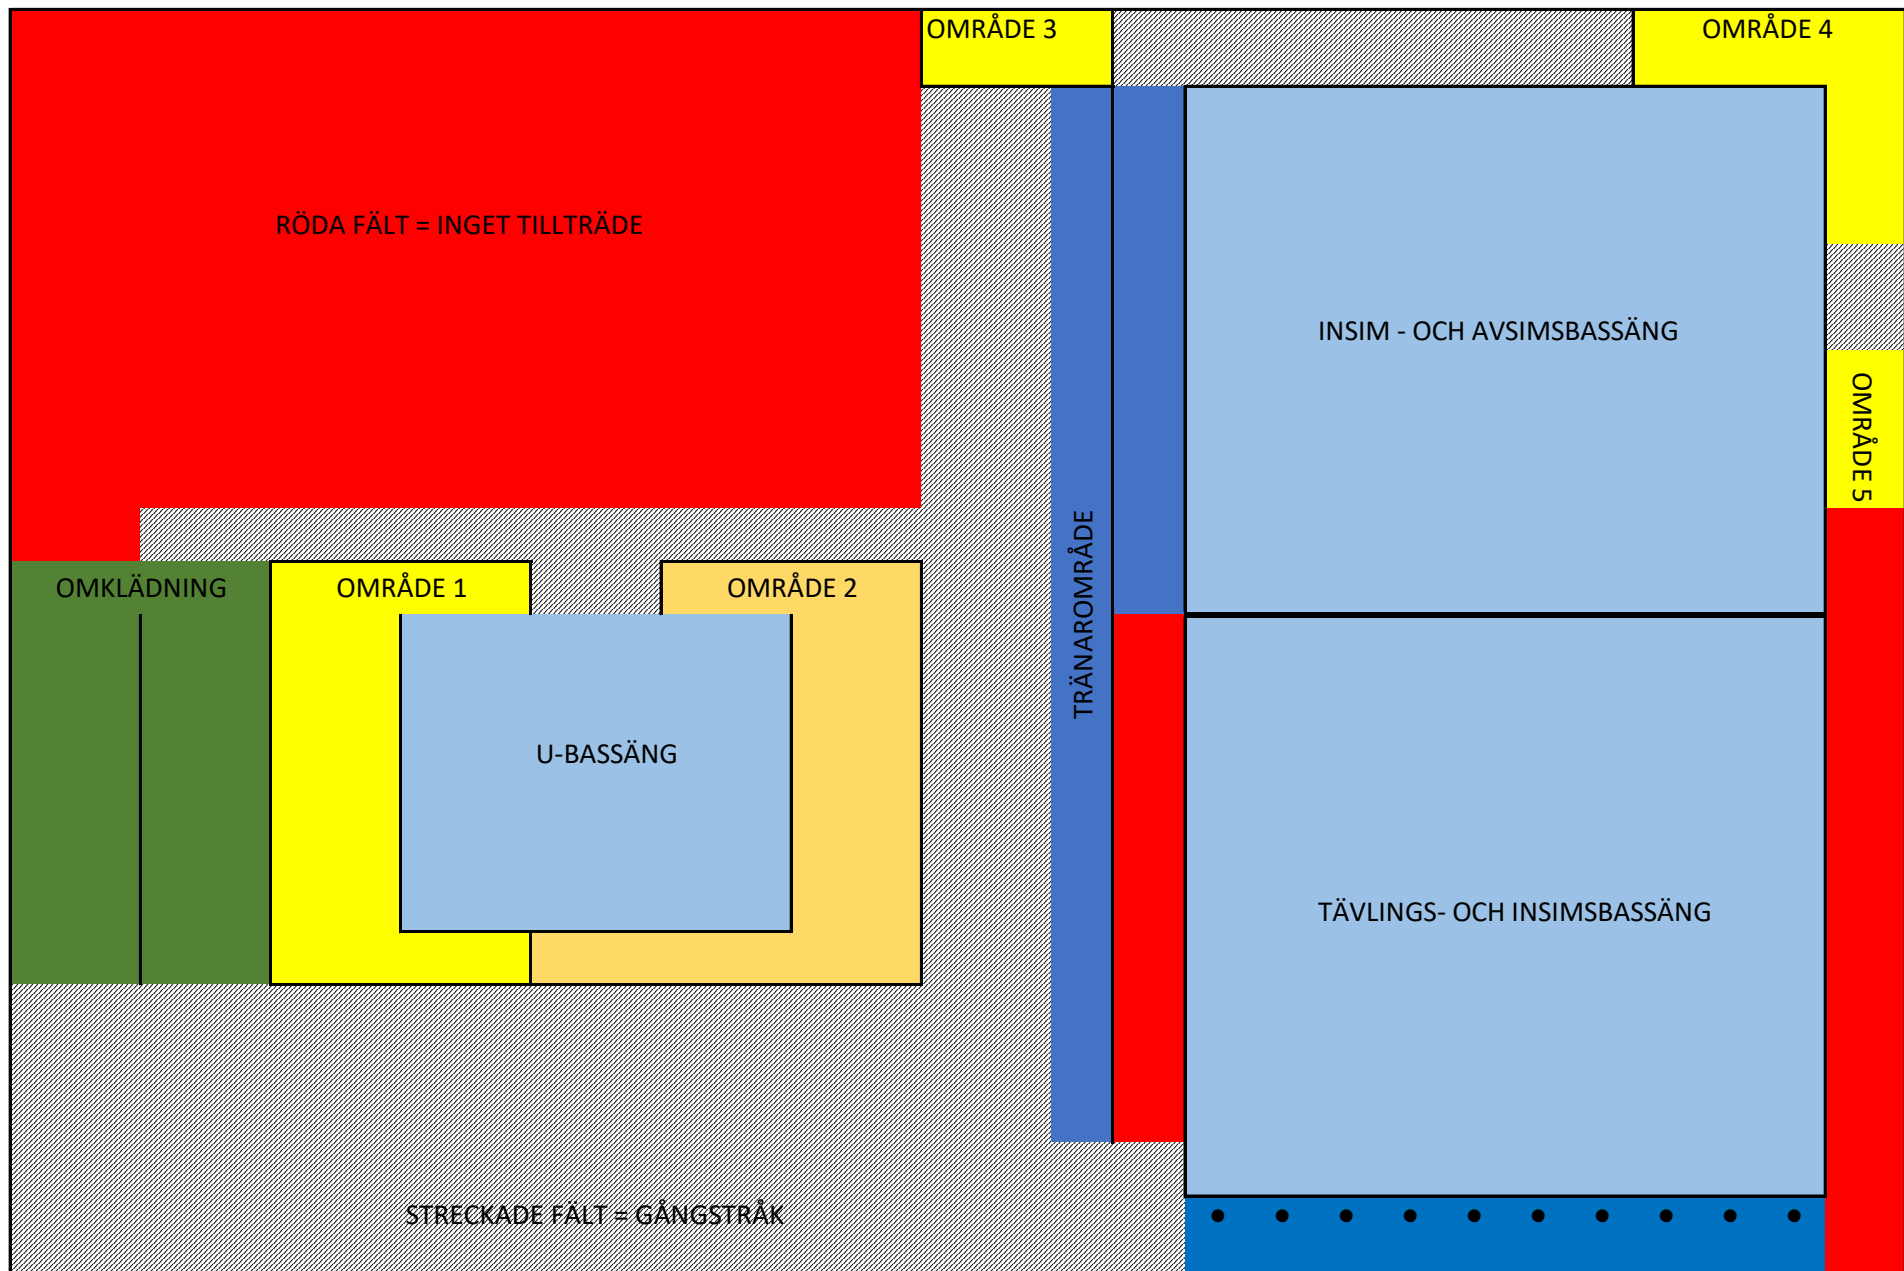 OMRÅDE 3
OMRÅDE 4
RÖDA FÄLT = INGET TILLTRÄDE
INSIM - OCH AVSIMSBASSÄNG
OMRÅDE 5
TRÄNAROMRÅDE
OMKLÄDNING
OMRÅDE 1
OMRÅDE 2
U-BASSÄNG
TÄVLINGS- OCH INSIMSBASSÄNG
STRECKADE FÄLT = GÅNGSTRÅK